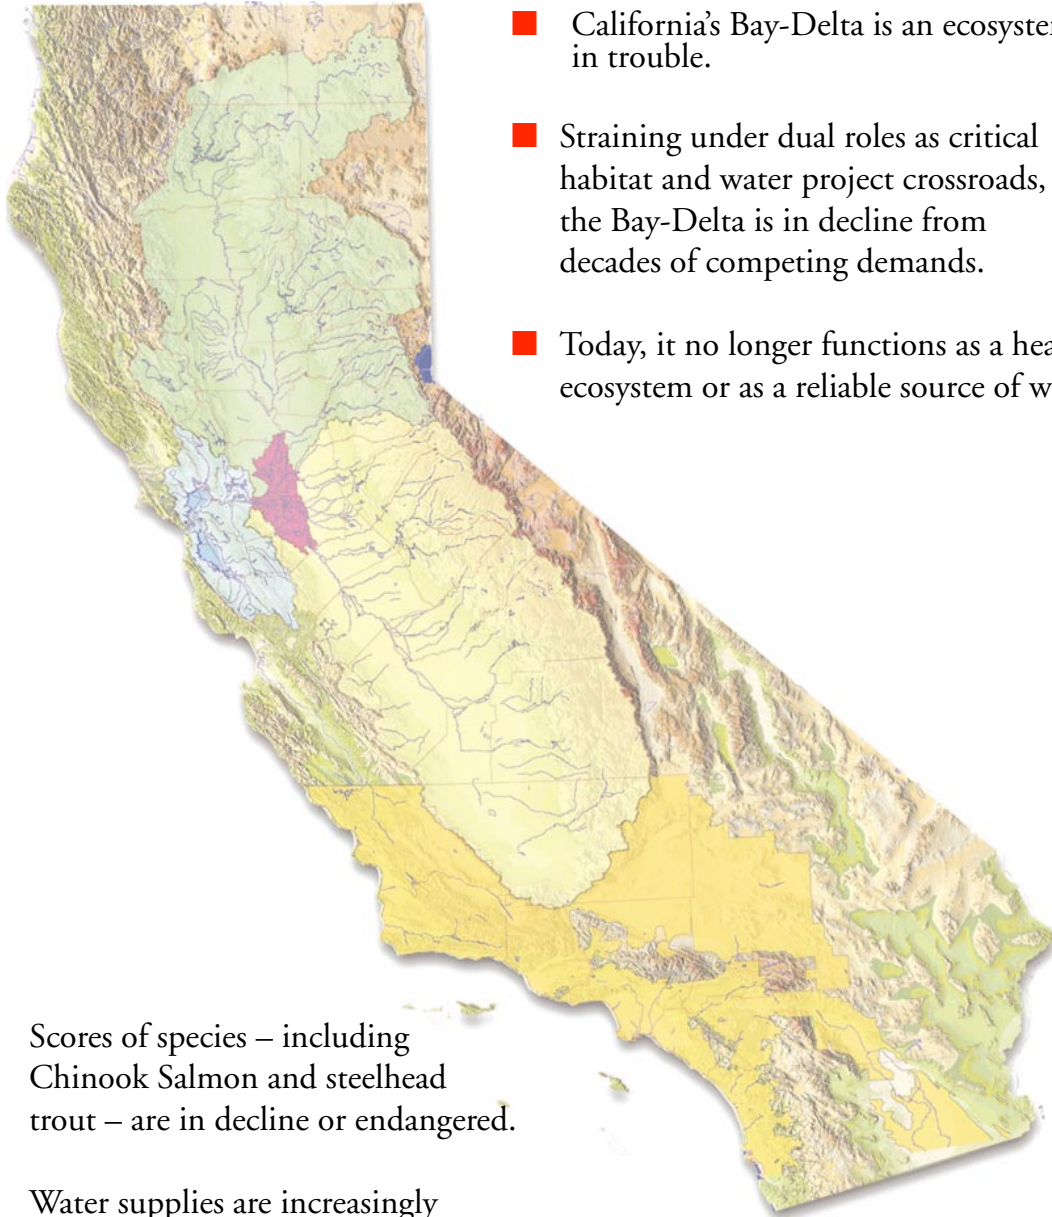 California’s Bay-Delta is an ecosystem
in trouble.
Straining under dual roles as critical
habitat and water project crossroads,
the Bay-Delta is in decline from
decades of competing demands.
Today, it no longer functions as a hea
ecosystem or as a reliable source of w
Scores of species – including
Chinook Salmon and steelhead
trout – are in decline or endangered.
Water supplies are increasingly